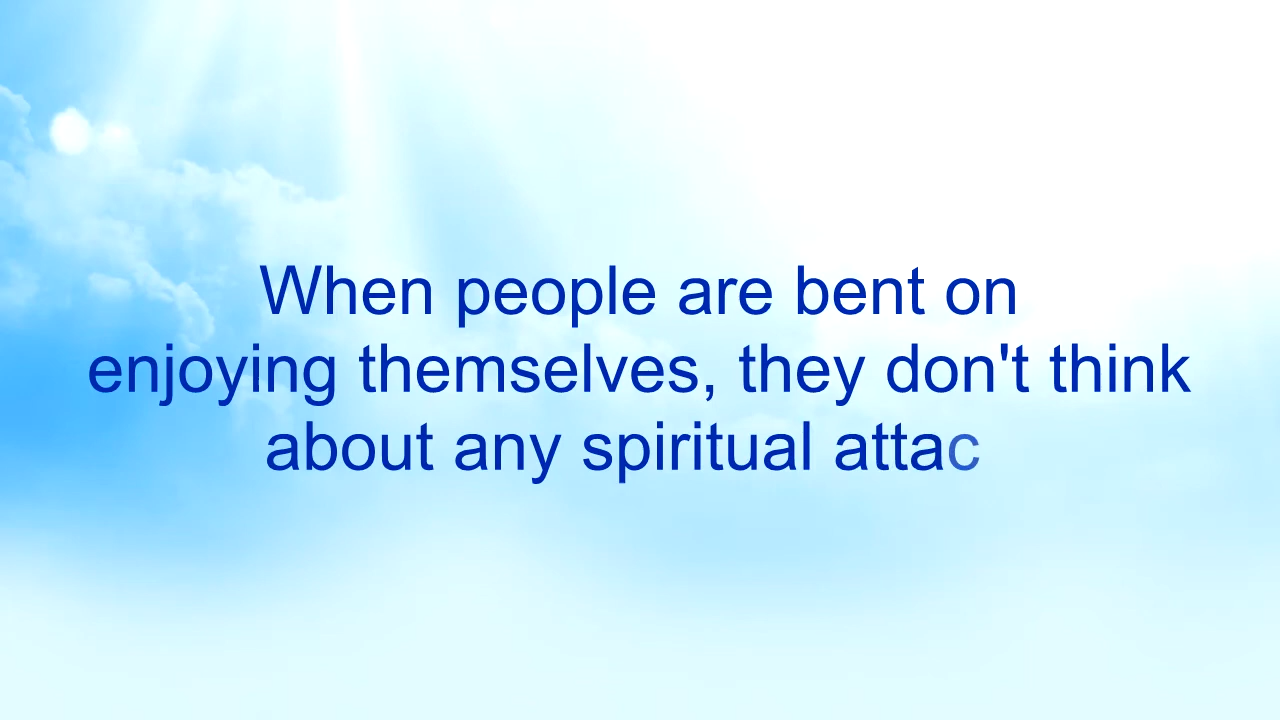 When people are bent on
enjoying themselves, they don't think
about any spiritual attac